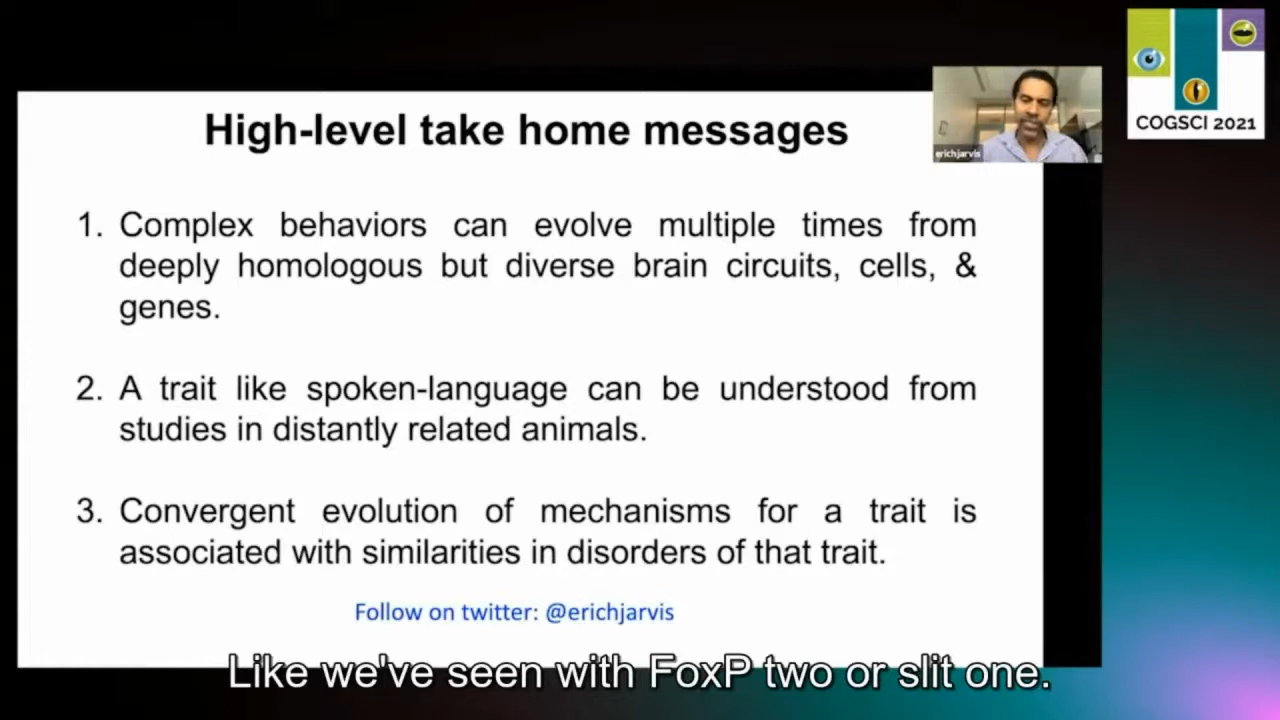 High-level take home messages
erichjarvis
COGSCI 2021
1. Complex behaviors can evolve multiple times from
deeply homologous but diverse brain circuits, cells, &
genes.
2. A trait like spoken-language can be understood from
studies in distantly related animals.
3. Convergent evolution of mechanisms for a trait is
associated with similarities in disorders of that trait.
Follow on twitter: @erichjarvis
Like we've seen with FoxP two or slit one.